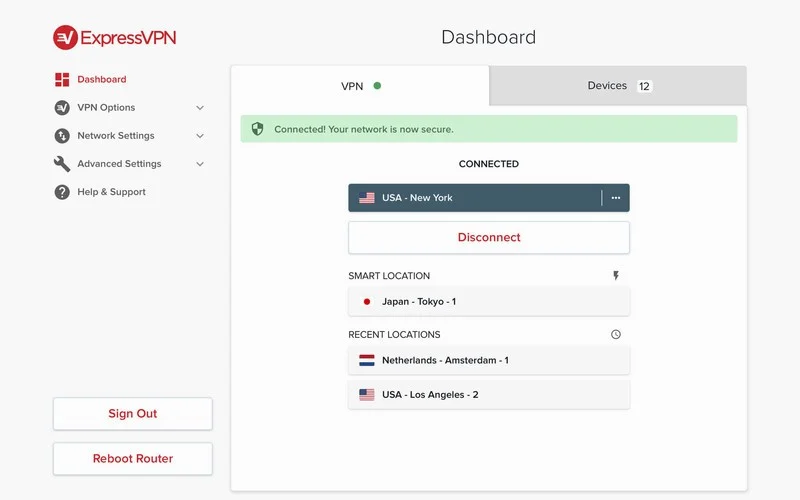 ExpressVPN
Dashboard
Dashboard
VPN Options
Network Settings
Advanced Settings
Help & Support
Sign Out
Reboot Router
VPN
Devices 12
Connected! Your network is now secure.
CONNECTED
USA - New York
Disconnect
SMART LOCATION
Japan - Tokyo - 1
RECENT LOCATIONS
Netherlands - Amsterdam - 1
USA - Los Angeles - 2